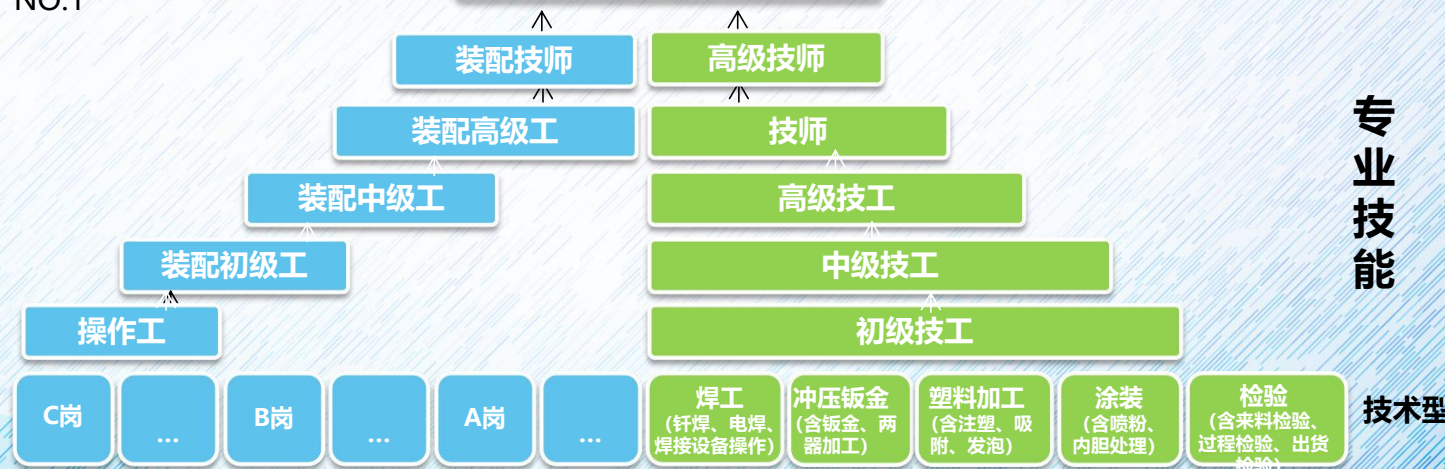 NO.1
装配技师
高级技师
装配高级工
技师
装配中级工
高级技工
装配初级工
中级技工
操作工
初级技工
专业技能
C岗
...
B岗
...
A岗
...
焊工
(钎焊、电焊、
焊接设备操作)
冲压钣金
(含钣金、两
器加工)
塑料加工
(含注塑、吸
附、发泡)
涂装
(含喷粉、
内胆处理)
检验
(含来料检验、
过程检验、出货
检验)
技术型